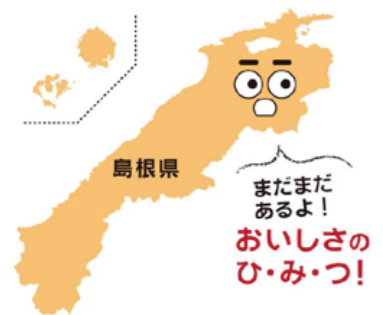 島根県
まだまだ
あるよ！
おいしさの
ひ・み・つ！